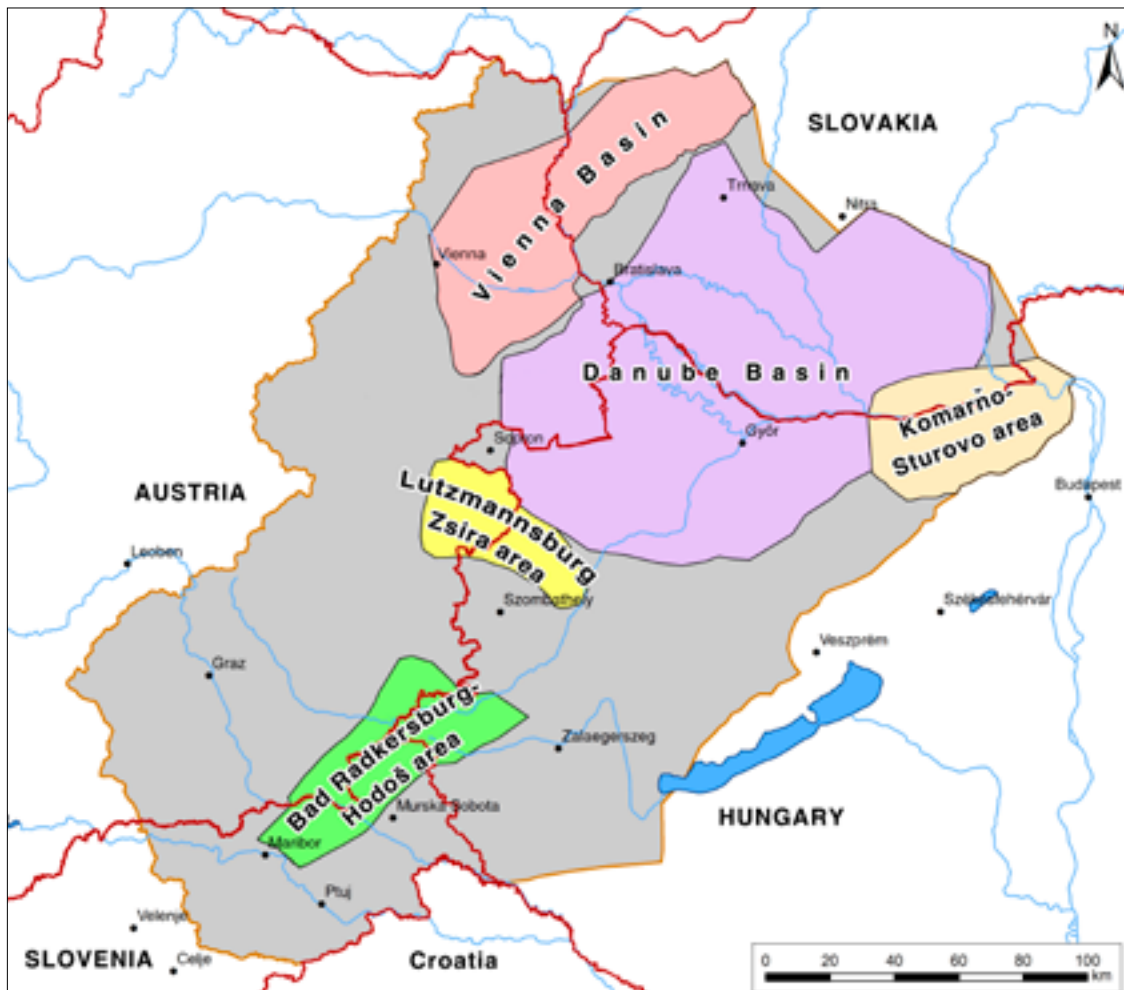 N
SLOVAKIA
Vienna Basin
Trnava
Nitra
Vienna
Bratislava
Danube Basin
Komarňo-
Sturovo area
Győr
Sopron
Lutzmannsburg
Zsira area
AUSTRIA
Budapest
Leoben
Szombathely
Székesfehérvár
Veszprém
Graz
Bad Radkersburg-
Hodoš area
Zalaegerszeg
Murska Sobota
HUNGARY
Maribor
Ptuj
Velenje
SLOVENIA
Celje
Croatia
0 20 40 60 80 100
km